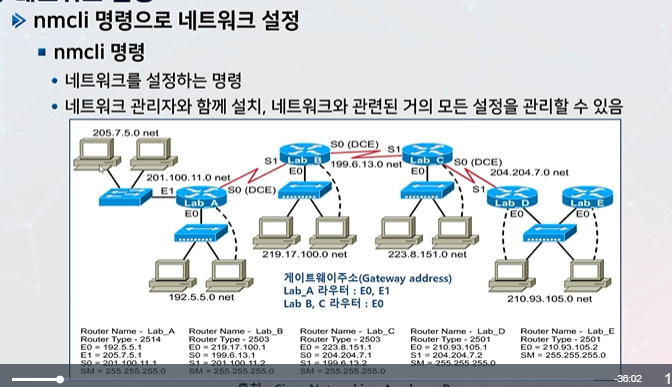 nmcli 명령으로 네트워크 설정
nmcli 명령
• 네트워크를 설정하는 명령
• 네트워크 관리자와 함께 설치, 네트워크와 관련된 거의 모든 설정을 관리할 수 있음
205.7.5.0 net
S0 (DCE)
S1
S1
Lab_B
Lab_C
S0 (DCE)
201.100.11.0 net
E0
199.6.13.0 net
E0
204.204.7.0 net
E1
S0 (DCE)
S1
Lab_A
Lab_D
Lab_E
E0
E0
E0
219.17.100.0 net
223.8.151.0 net
게이트웨이주소(Gateway address)
Lab_A 라우터 : E0, E1
Lab B, C 라우터 : E0
192.5.5.0 net
210.93.105.0 net
Router Name - Lab_A
Router Type - 2514
E0 = 192.5.5.1
E1 = 205.7.5.1
S0 = 201.100.11.1
SM = 255.255.255.0
Router Name - Lab_B
Router Type - 2503
E0 = 219.17.100.1
S0 = 199.6.13.1
S1 = 201.100.11.2
SM = 255.255.255.0
Router Name - Lab_C
Router Type - 2503
E0 = 223.8.151.1
S0 = 204.204.7.1
S1 = 199.6.13.2
SM = 255.255.255.0
Router Name - Lab_D
Router Type - 2501
E0 = 210.93.105.1
S1 = 204.204.7.2
SM = 255.255.255.0
Router Name - Lab_E
Router Type - 2501
E0 = 210.93.105.2
SM = 255.255.255.0
-36:02
1